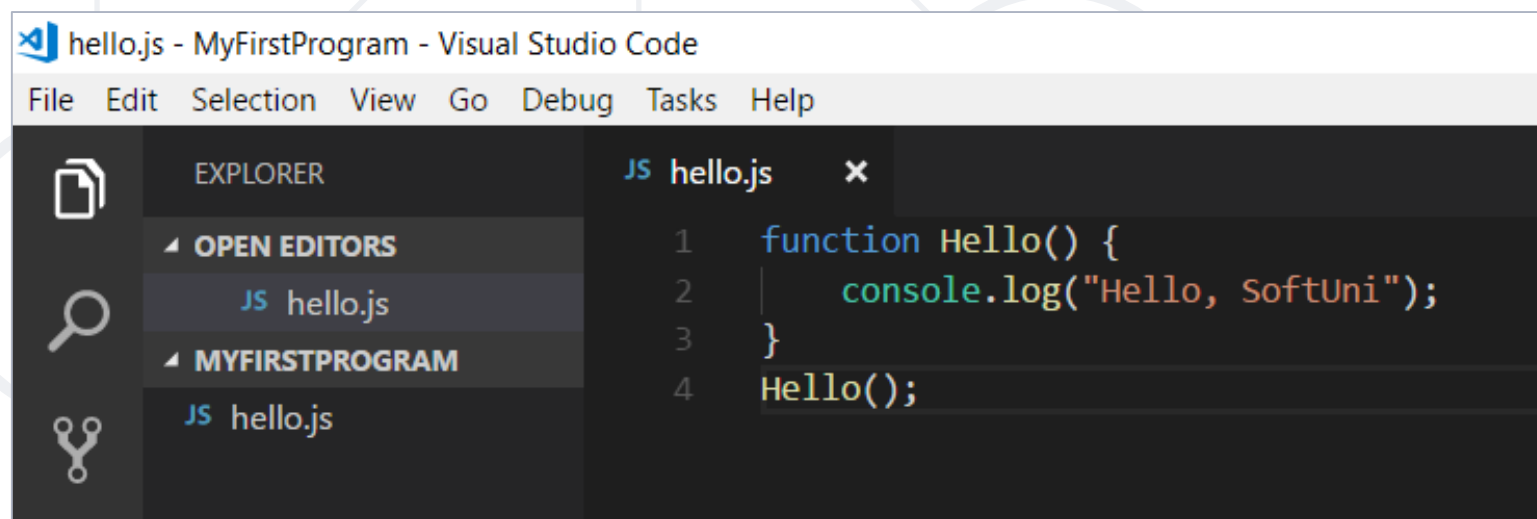 hello.js - MyFirstProgram - Visual Studio Code
File Edit Selection View Go Debug Tasks Help
EXPLORER
OPEN EDITORS
JS hello.js
MYFIRSTPROGRAM
JS hello.js
JS hello.js ×
1 function Hello() {
2     console.log("Hello, SoftUni");
3 }
4 Hello();